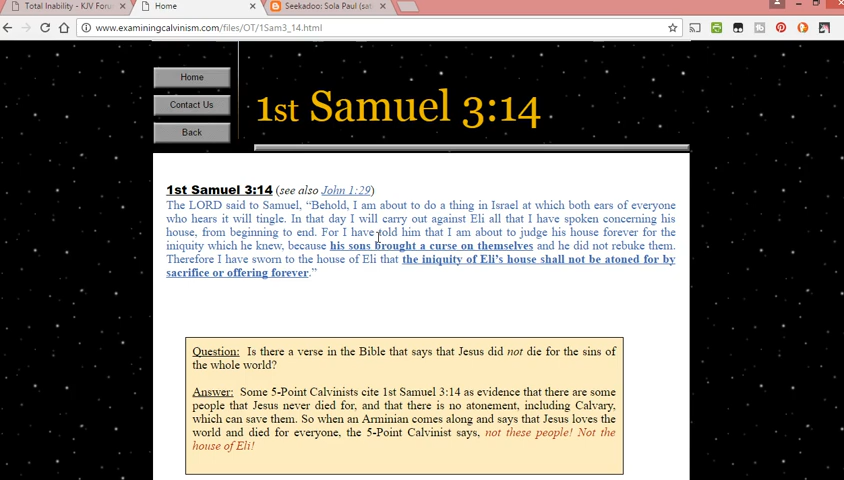 Total Inability - KJV Foru
Home
Seekadoo: Sola Paul (sat
www.examiningcalvinism.com/files/OT/1Sam3_14.html
Home
Contact Us
Back
1st Samuel 3:14
1st Samuel 3:14 (see also John 1:29)
The LORD said to Samuel, “Behold, I am about to do a thing in Israel at which both ears of everyone
who hears it will tingle. In that day I will carry out against Eli all that I have spoken concerning his
house, from beginning to end. For I have told him that I am about to judge his house forever for the
iniquity which he knew, because his sons brought a curse on themselves and he did not rebuke them.
Therefore I have sworn to the house of Eli that the iniquity of Eli’s house shall not be atoned for by
sacrifice or offering forever.”
Question: Is there a verse in the Bible that says that Jesus did not die for the sins of
the whole world?
Answer: Some 5-Point Calvinists cite 1st Samuel 3:14 as evidence that there are some
people that Jesus never died for, and that there is no atonement, including Calvary,
which can save them. So when an Arminian comes along and says that Jesus loves the
world and died for everyone, the 5-Point Calvinist says, not these people! Not the
house of Eli!